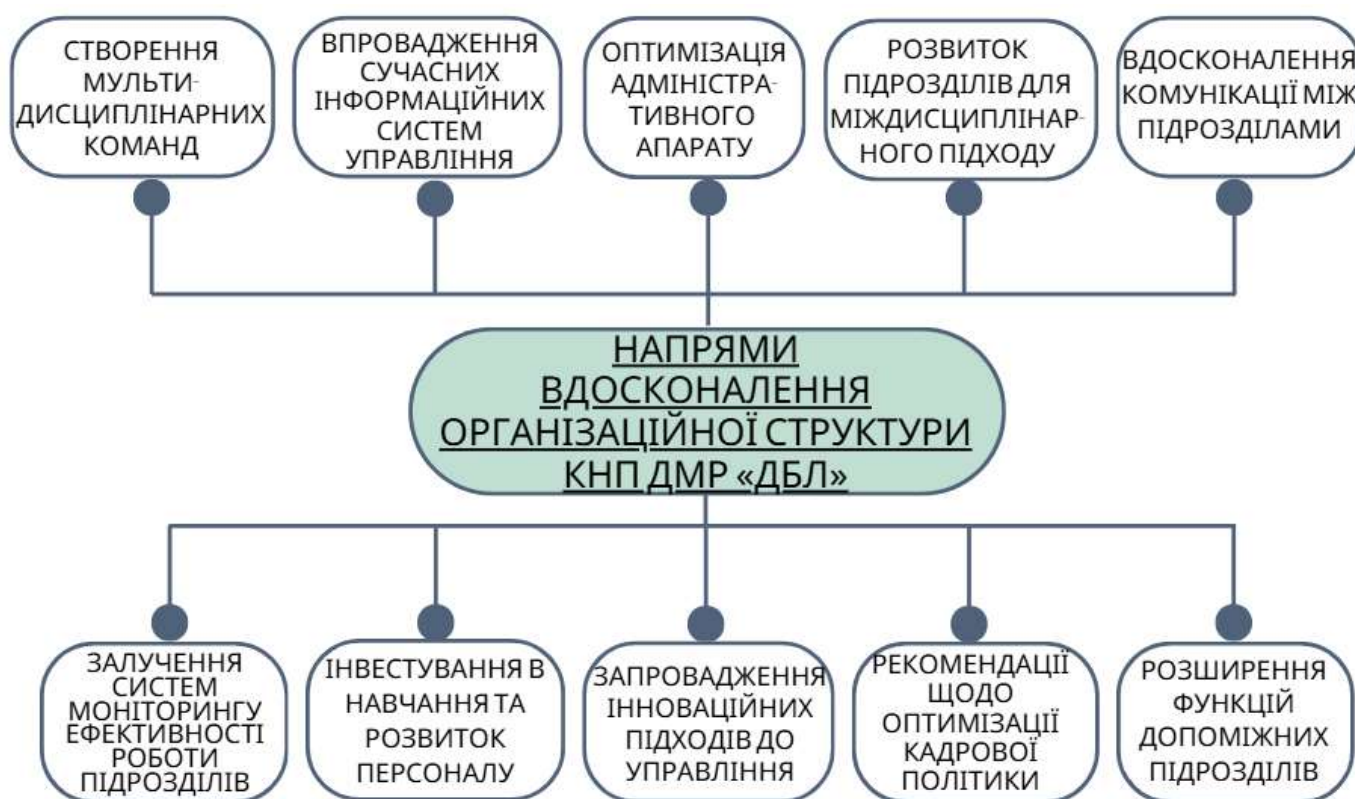 СТВОРЕННЯ
МУЛЬТИ-
ДИСЦИПЛІНАРНИХ
КОМАНД
ВПРОВАДЖЕННЯ
СУЧАСНИХ
ІНФОРМАЦІЙНИХ
СИСТЕМ
УПРАВЛІННЯ
ОПТИМІЗАЦІЯ
АДМІНІСТРА-
ТИВНОГО
АПАРАТУ
РОЗВИТОК
ПІДРОЗДІЛІВ ДЛЯ
МІЖДИСЦИПЛІНАР-
НОГО ПІДХОДУ
ВДОСКОНАЛЕННЯ
КОМУНІКАЦІЇ МІЖ
ПІДРОЗДІЛАМИ
НАПРЯМИ
ВДОСКОНАЛЕННЯ
ОРГАНІЗАЦІЙНОЇ СТРУКТУРИ
КНП ДМР «ДБЛ»
ЗАЛУЧЕННЯ
СИСТЕМ
МОНІТОРИНГУ
ЕФЕКТИВНОСТІ
РОБОТИ
ПІДРОЗДІЛІВ
ІНВЕСТУВАННЯ В
НАВЧАННЯ ТА
РОЗВИТОК
ПЕРСОНАЛУ
ЗАПРОВАДЖЕННЯ
ІННОВАЦІЙНИХ
ПІДХОДІВ ДО
УПРАВЛІННЯ
РЕКОМЕНДАЦІЇ
ЩОДО
ОПТИМІЗАЦІЇ
КАДРОВОЇ
ПОЛІТИКИ
РОЗШИРЕННЯ
ФУНКЦІЙ
ДОПОМІЖНИХ
ПІДРОЗДІЛІВ